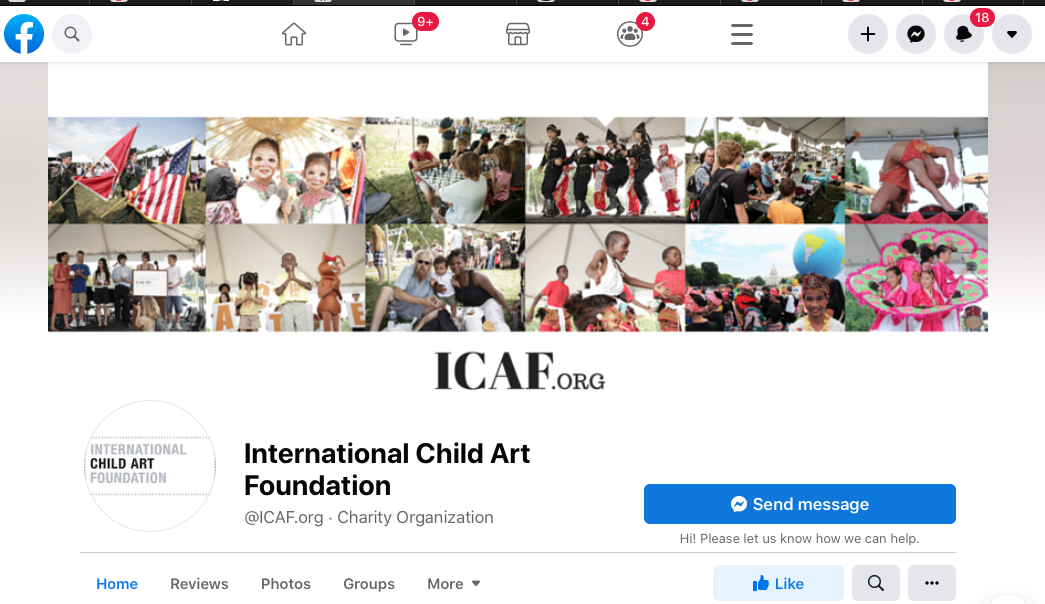 9+
4
18
ICAF.ORG
INTERNATIONAL
CHILD ART
FOUNDATION
International Child Art
Foundation
@ICAF.org · Charity Organization
Send message
Hi! Please let us know how we can help.
Home Reviews Photos Groups More
Like